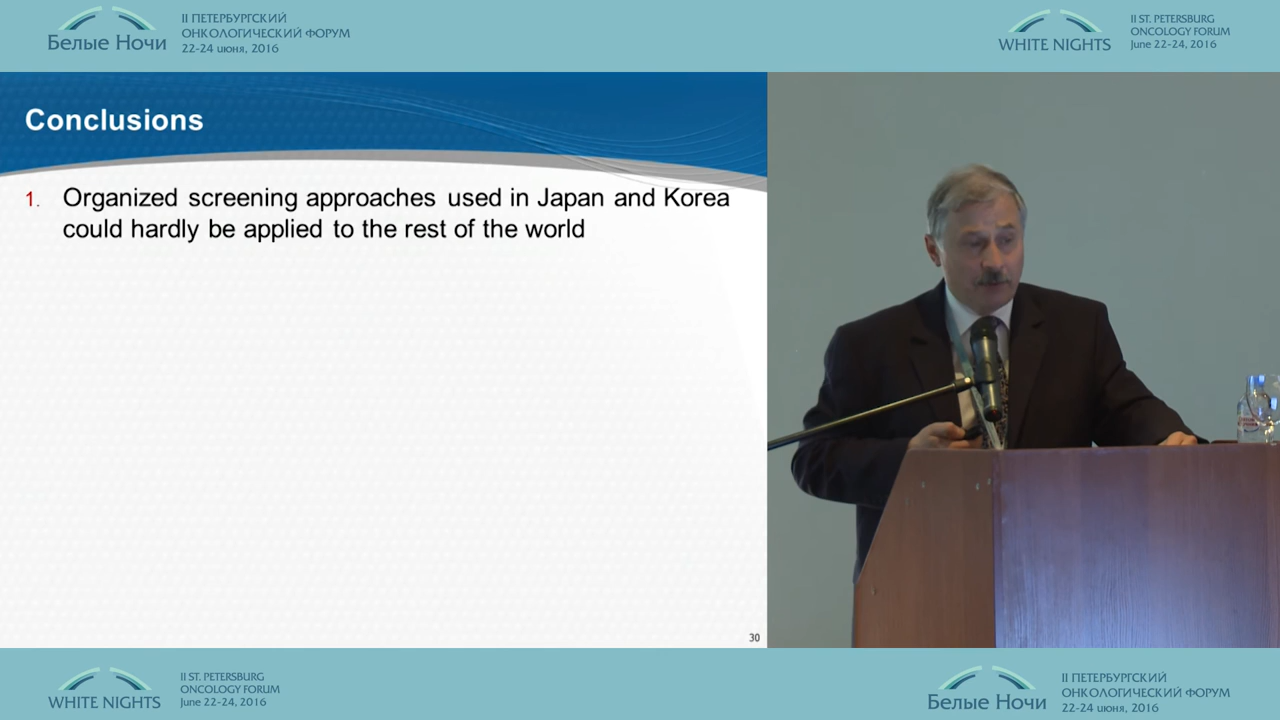 Белые Ночи
II ПЕТЕРБУРГСКИЙ
ОНКОЛОГИЧЕСКИЙ ФОРУМ
22-24 июня, 2016
WHITE NIGHTS
II ST. PETERSBURG
ONCOLOGY FORUM
June 22-24, 2016
Conclusions
1. Organized screening approaches used in Japan and Korea
could hardly be applied to the rest of the world
30
WHITE NIGHTS
II ST. PETERSBURG
ONCOLOGY FORUM
June 22-24, 2016
Белые Ночи
II ПЕТЕРБУРГСКИЙ
ОНКОЛОГИЧЕСКИЙ ФОРУМ
22-24 июня, 2016